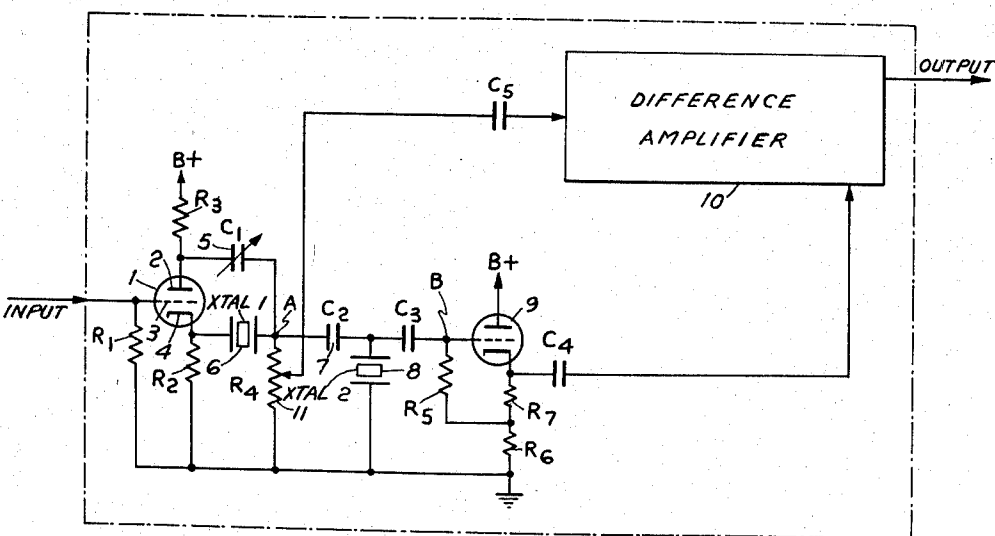 OUTPUT
C5
DIFFERENCE
AMPLIFIER
10
B+
R3
C1
5
2
1
3
4
INPUT
R1
R2
XTAL 1
6
A
R4
XTAL 2
11
C2
7
8
C3
B
R5
B+
9
C4
R7
R6